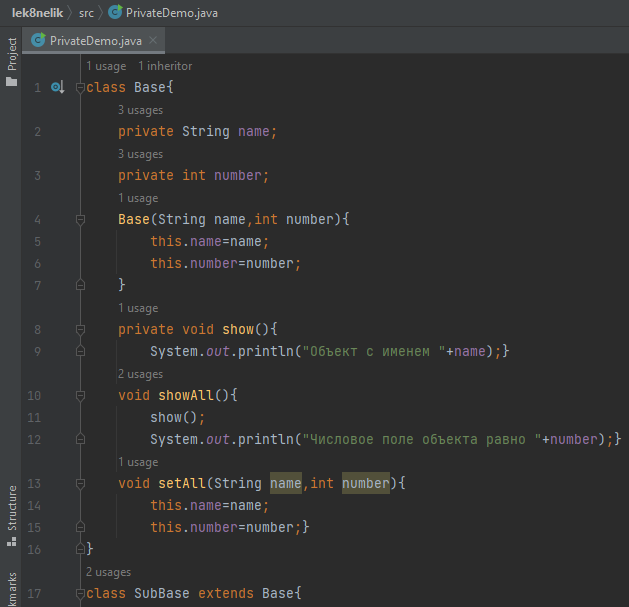 lek8nelik src PrivateDemo.java
PrivateDemo.java
Project
1 usage 1 inheritor
1 class Base{
3 usages
2 private String name;
3 usages
3 private int number;
1 usage
4 Base(String name,int number){
5 this.name=name;
6 this.number=number;
7 }
1 usage
8 private void show(){
9 System.out.println("Объект с именем "+name);}
2 usages
10 void showAll(){
11 show();
12 System.out.println("Числовое поле объекта равно "+number);}
1 usage
13 void setAll(String name,int number){
14 this.name=name;
15 this.number=number;}
16 }
2 usages
17 class SubBase extends Base{
Structure
kmarks